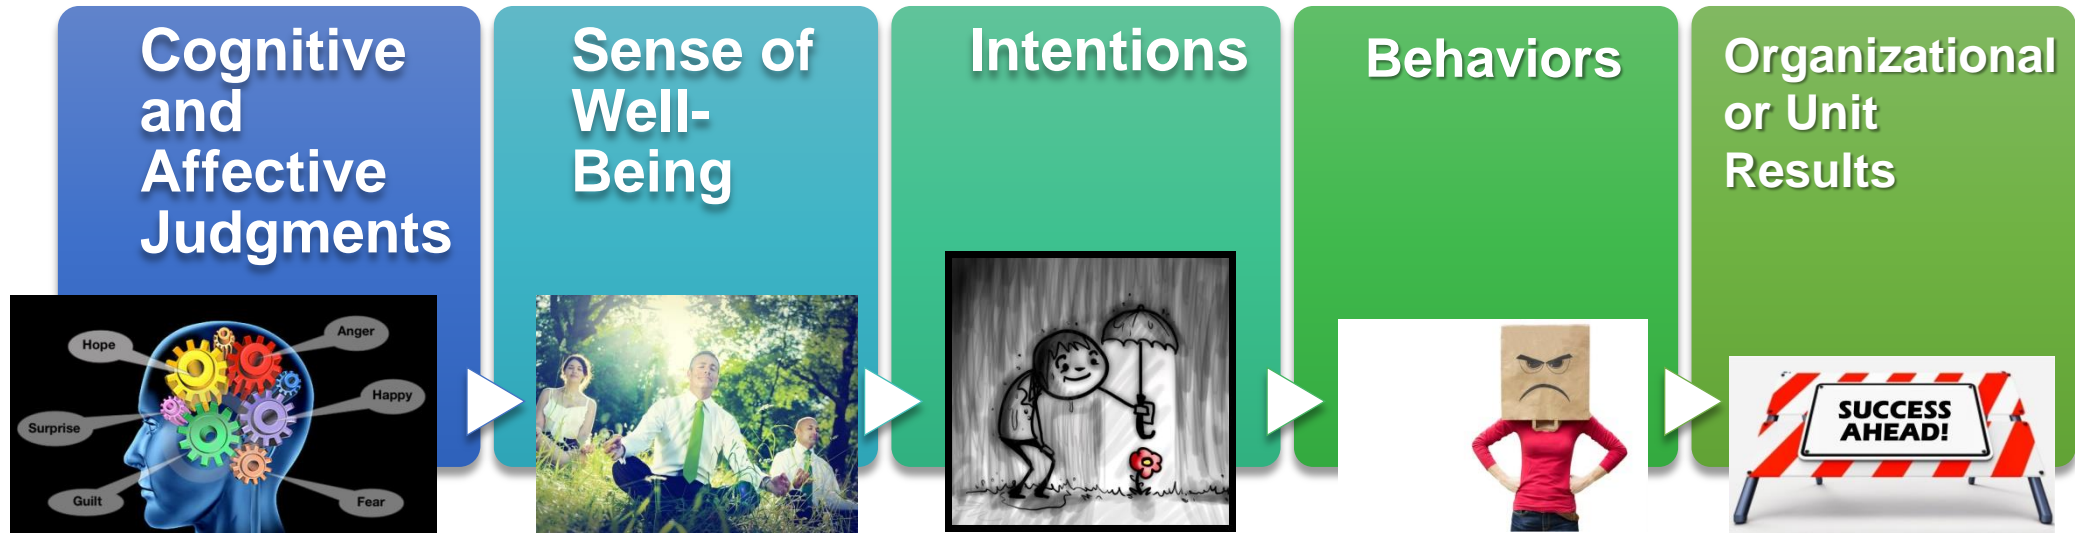 Cognitive
and
Affective
Judgments
Hope
Anger
Happy
Surprise
Guilt
Fear
Sense of
Well-
Being
Intentions
Behaviors
Organizational
or Unit
Results
SUCCESS
AHEAD!